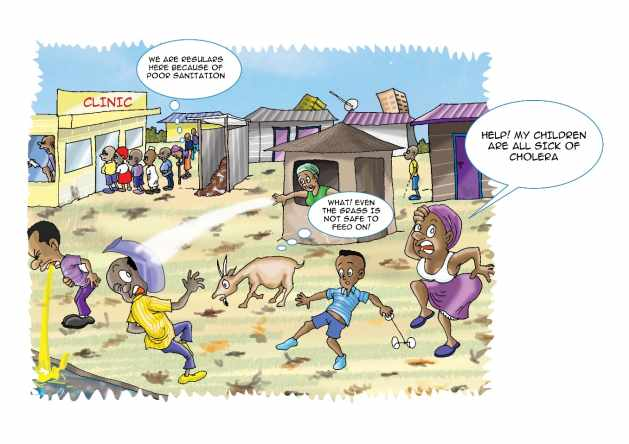 WE ARE REGULARS
HERE BECAUSE OF
POOR SANITATION
CLINIC
HELP! MY CHILDREN
ARE ALL SICK OF
CHOLERA
WHAT! EVEN
THE GRASS IS
NOT SAFE TO
FEED ON!